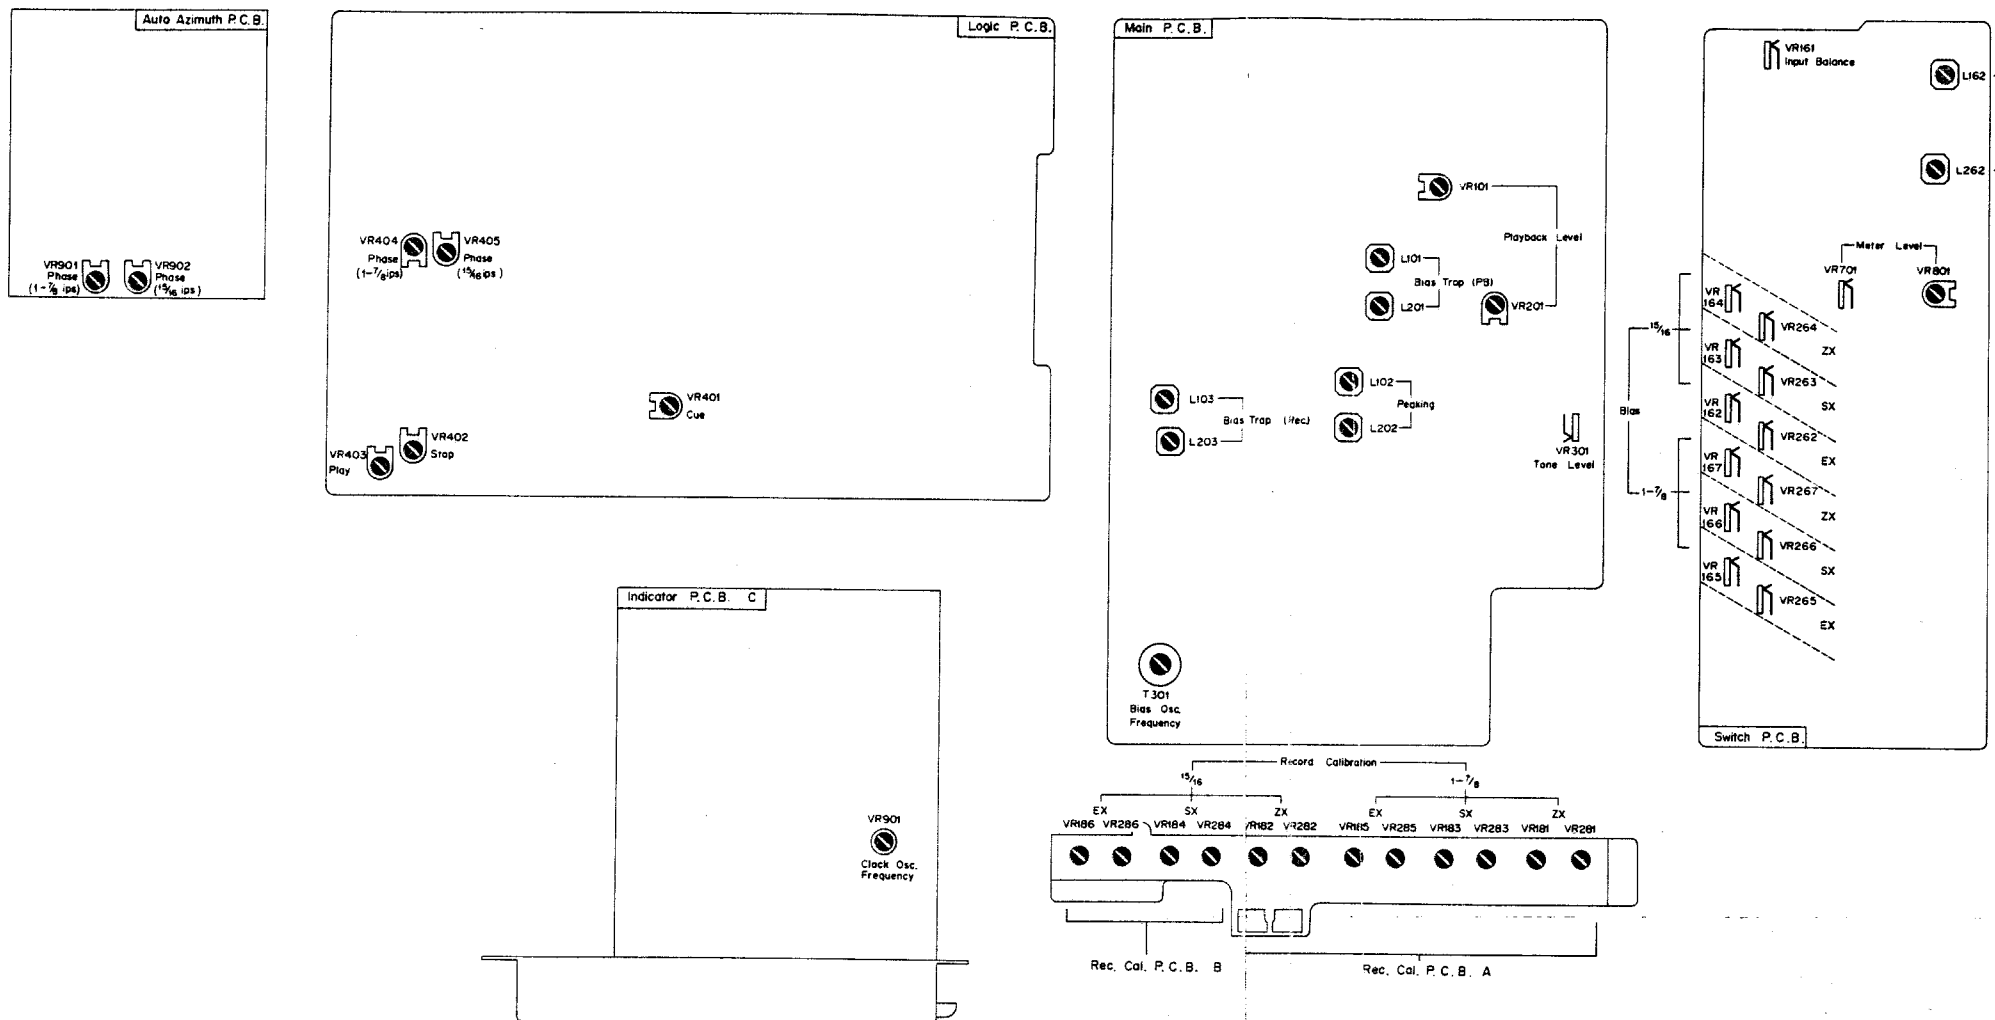 Auto Azimuth P.C.B.
VR901
Phase
(1-7/8 ips)
VR902
Phase
(15/16 ips)
Logic P.C.B.
VR404
Phase
(1-7/8ips)
VR405
Phase
(15/16 ips)
VR401
Cue
VR402
Stop
VR403
Play
Main P.C.B.
VR101
Playback Level
L101
Bias Trap (PB)
L201
VR201
L102
Peaking
L202
L103
Bias Trap (Rec)
L203
VR301
Tone Level
T301
Bias Osc.
Frequency
VR161
Input Balance
L162
L262
Meter Level
VR701
VR801
Bias
15/16
1-7/8
VR
164
VR264
ZX
VR
163
VR263
SX
VR
162
VR262
EX
VR
167
VR267
ZX
VR
166
VR266
SX
VR
165
VR265
EX
Switch P.C.B.
Indicator P.C.B. C
VR901
Clock Osc.
Frequency
Record Calibration
15/16
1-7/8
EX SX ZX EX SX ZX
VR186 VR286 VR184 VR284 VR182 VR282 VR185 VR285 VR183 VR283 VR181 VR281
Rec. Cal. P.C.B. B
Rec. Cal. P.C.B. A